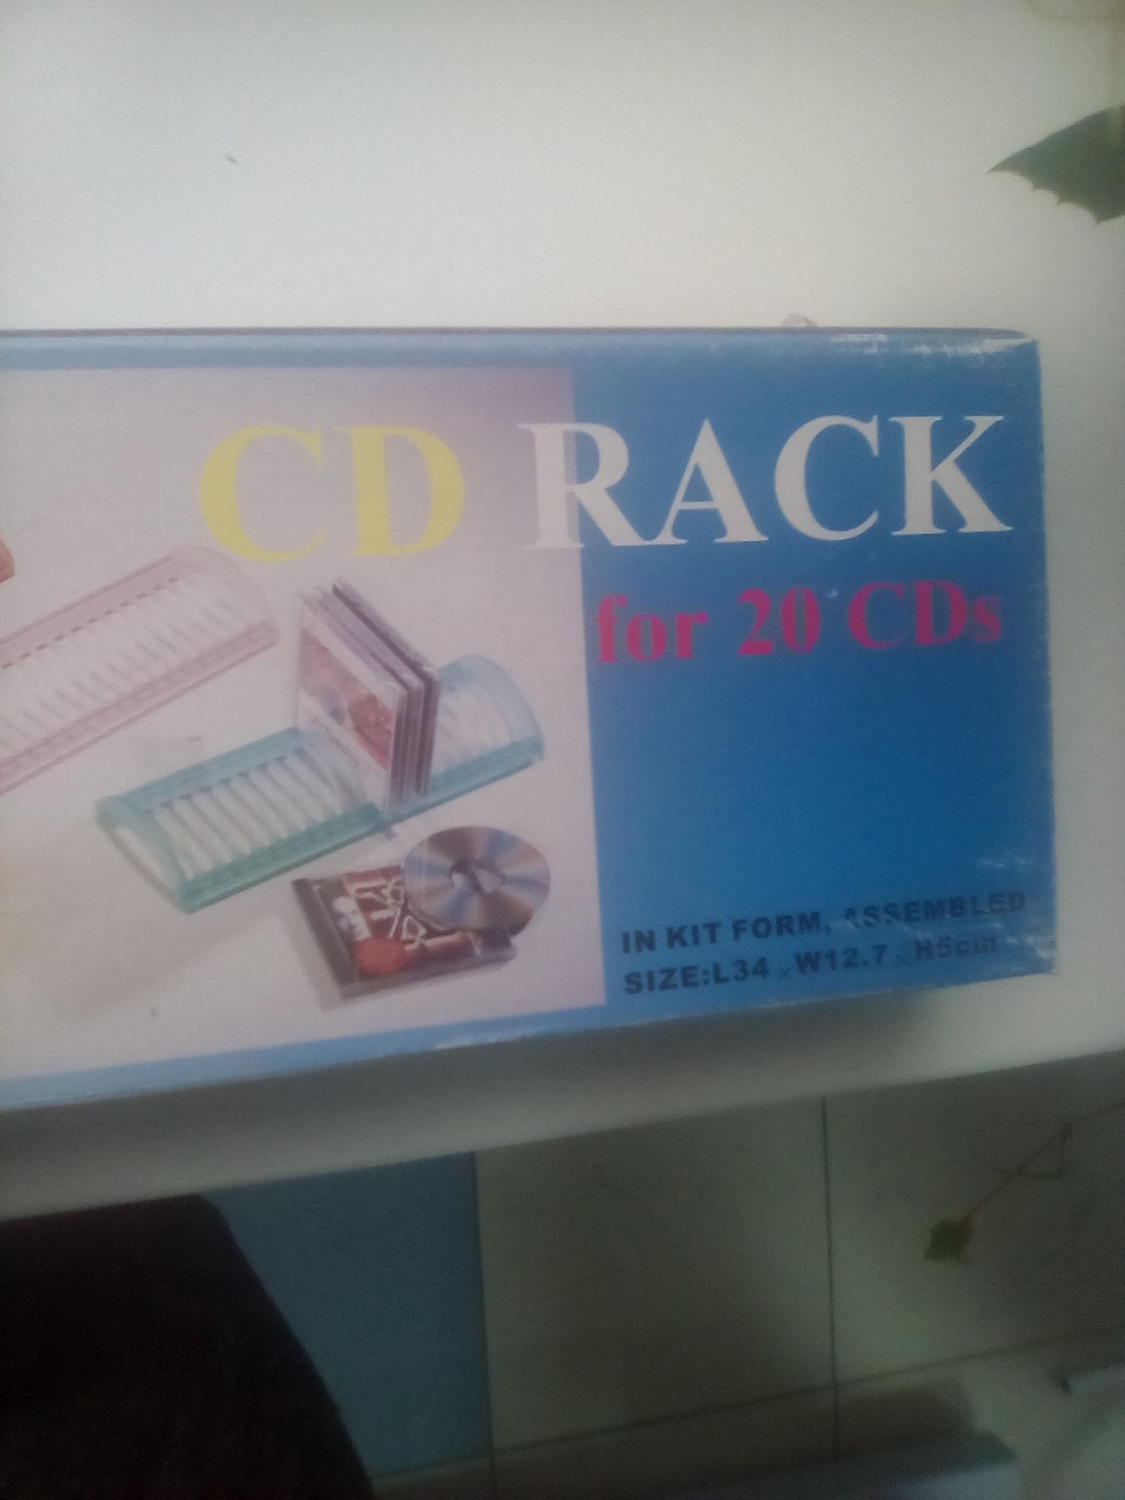 CD RACK
for 20 CDs
IN KIT FORM, ASSEMBLED
SIZE:L34 x W12.7 x H5cm